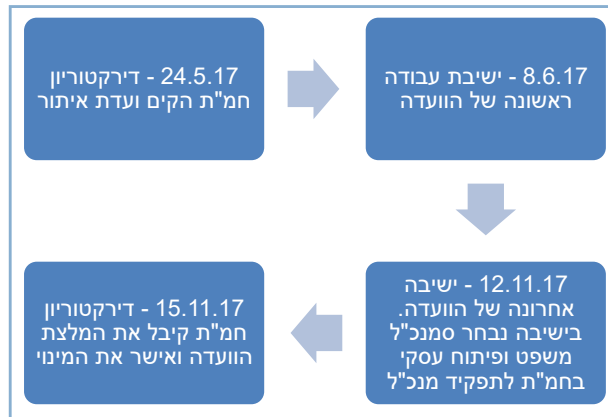 24.5.17 - דירקטוריון
חמ"ת הקים ועדת איתור
8.6.17 - ישיבת עבודה
ראשונה של הוועדה
12.11.17 - ישיבה
אחרונה של הוועדה.
בישיבה נבחר סמנכ"ל
משפט ופיתוח עסקי
בחמ"ת לתפקיד מנכ"ל
15.11.17 - דירקטוריון
חמ"ת קיבל את המלצת
הוועדה ואישר את המינוי